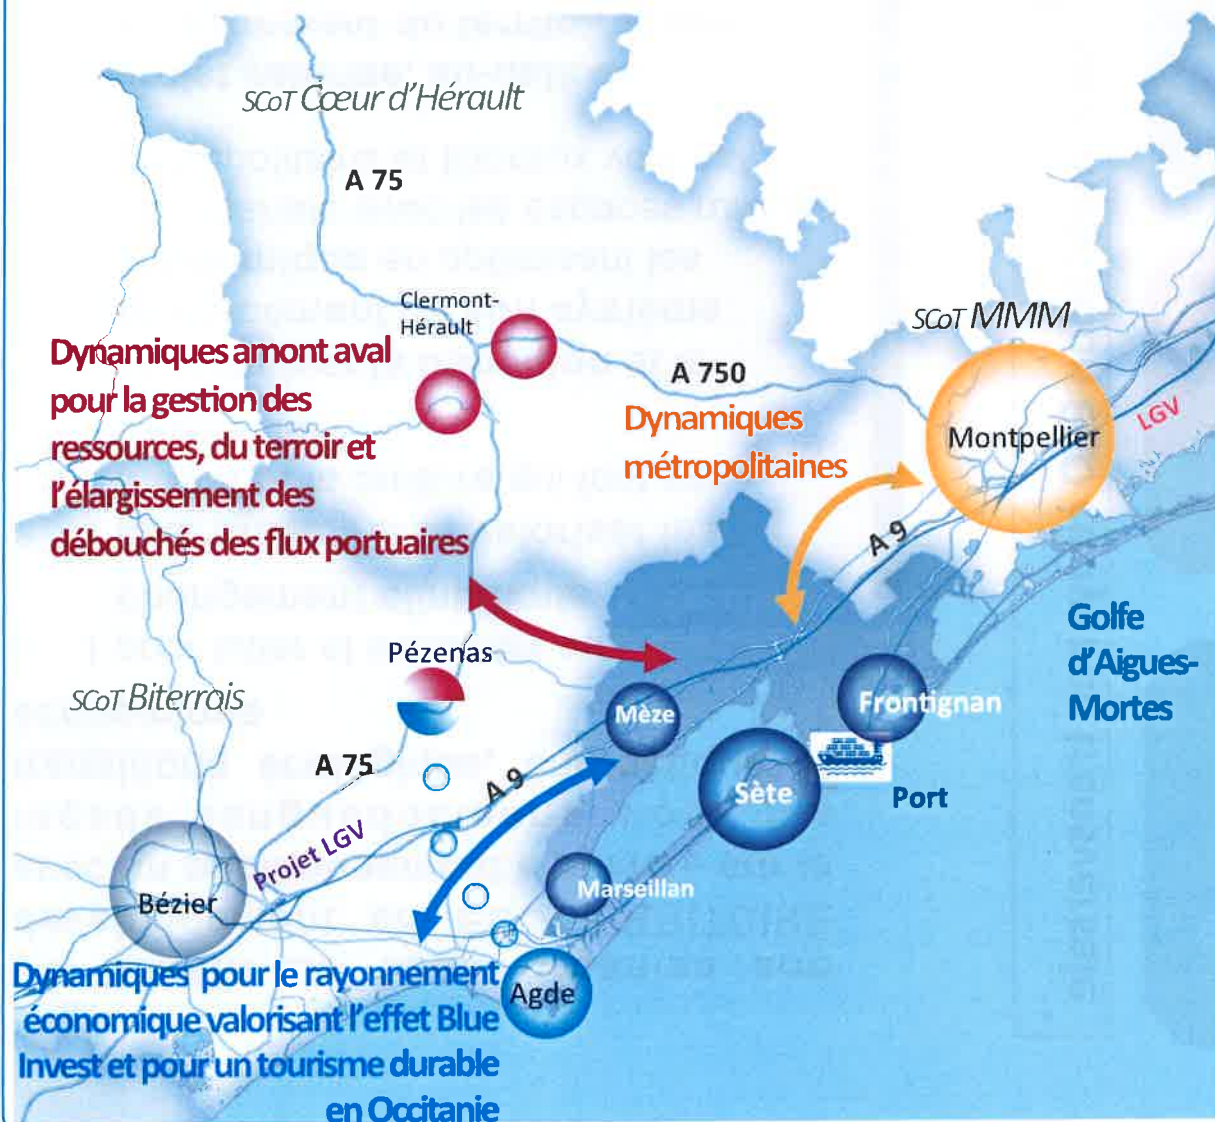 SCoT Cœur d'Hérault
A 75
Clermont-
Hérault
SCoT MMM
Dynamiques amont aval
pour la gestion des
ressources, du terroir et
l'élargissement des
débouchés des flux portuaires
A 750
Dynamiques
métropolitaines
Montpellier
LGV
A 9
Golfe
d'Aigues-
Mortes
Pézenas
SCoT Biterrois
Mèze
Frontignan
A 75
A 9
Sète
Port
Projet LGV
Marseillan
Bézier
Agde
Dynamiques pour le rayonnement
économique valorisant l'effet Blue
Invest et pour un tourisme durable
en Occitanie